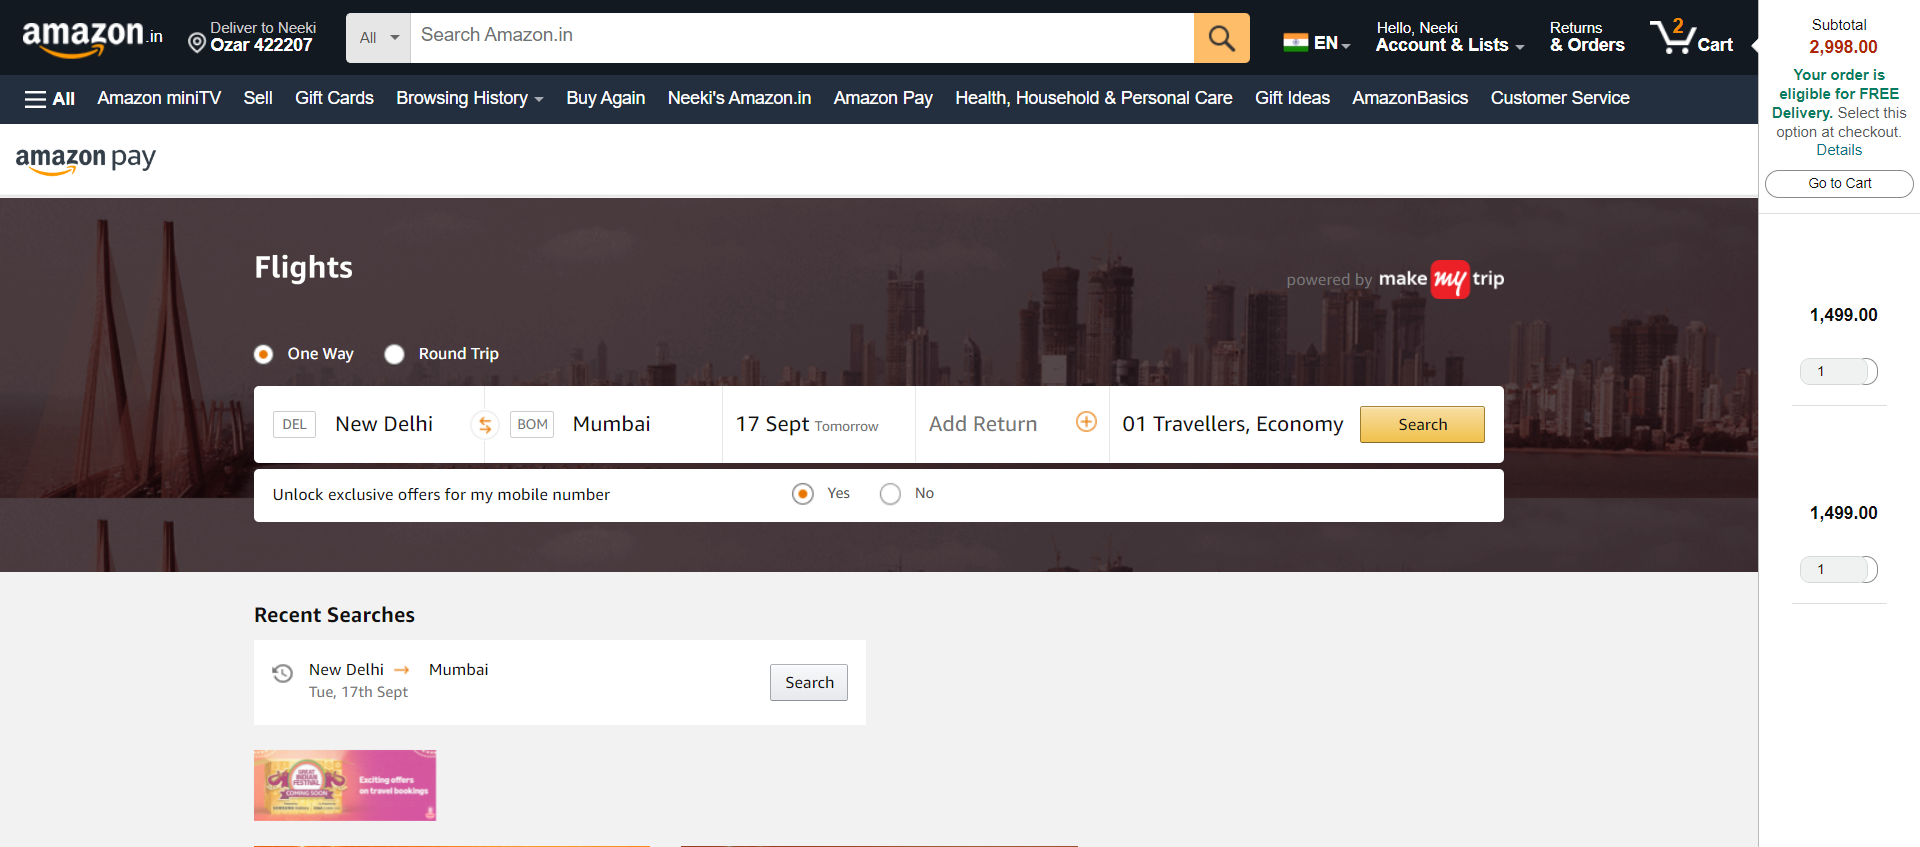 amazon.in
Deliver to Neeki
Ozar 422207
All
Search Amazon.in
EN
Hello, Neeki
Account & Lists
Returns
& Orders
2
Cart
All
Amazon miniTV
Sell
Gift Cards
Browsing History
Buy Again
Neeki's Amazon.in
Amazon Pay
Health, Household & Personal Care
Gift Ideas
AmazonBasics
Customer Service
Subtotal
2,998.00
Your order is
eligible for FREE
Delivery. Select this
option at checkout.
Details
Go to Cart
1,499.00
1
1,499.00
1
amazon pay
Flights
powered by make my trip
One Way
Round Trip
DEL New Delhi
BOM Mumbai
17 Sept Tomorrow
Add Return
01 Travellers, Economy
Search
Unlock exclusive offers for my mobile number
Yes
No
Recent Searches
New Delhi → Mumbai
Tue, 17th Sept
Search
GREAT
INDIAN
FESTIVAL
COMING SOON
Exciting offers
on travel bookings